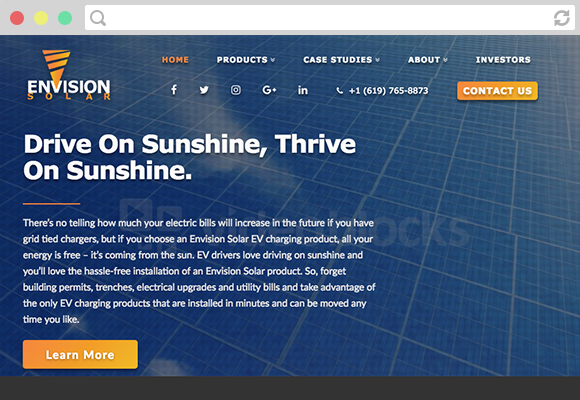 HOME PRODUCTS CASE STUDIES ABOUT INVESTORS
ENVISION
SOLAR
G+ in +1 (619) 765-8873 CONTACT US
Drive On Sunshine, Thrive
On Sunshine.
There's no telling how much your electric bills will increase in the future if you have
grid tied chargers, but if you choose an Envision Solar EV charging product, all your
energy is free – it's coming from the sun. EV drivers love driving on sunshine and
you'll love the hassle-free installation of an Envision Solar product. So, forget
building permits, trenches, electrical upgrades and utility bills and take advantage of
the only EV charging products that are installed in minutes and can be moved any
time you like.
Learn More